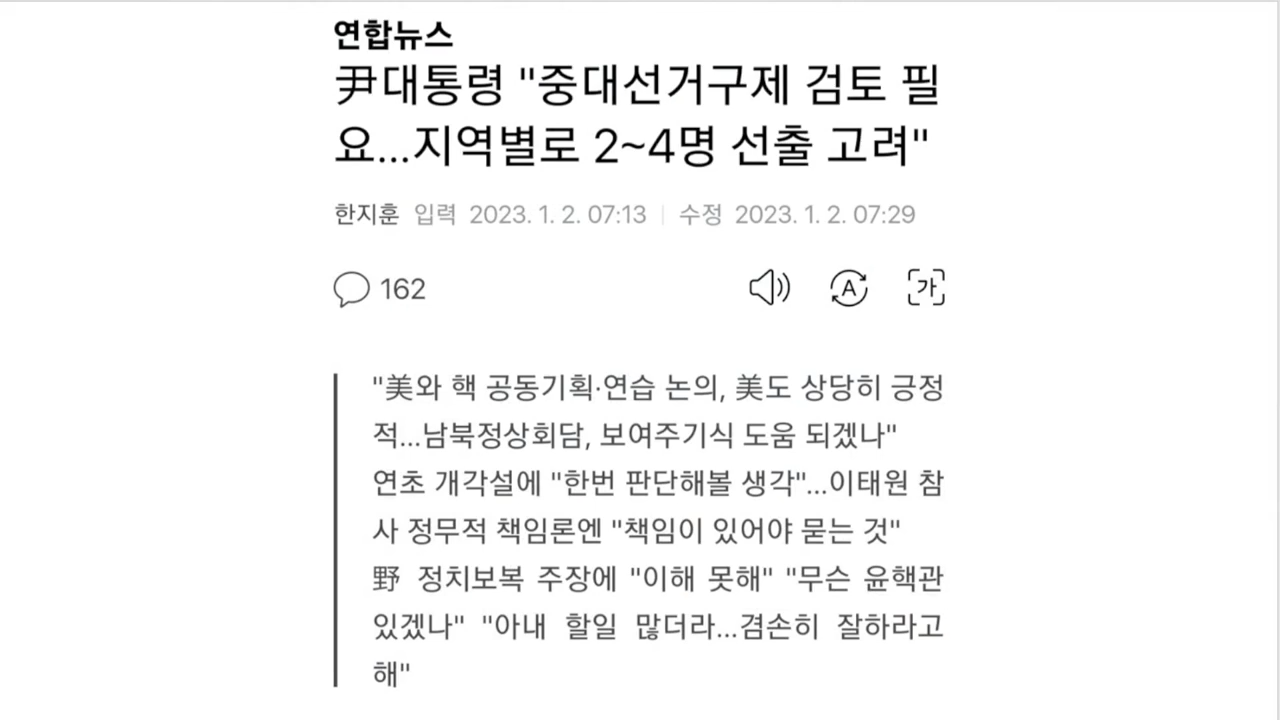 연합뉴스
尹대통령 "중대선거구제 검토 필
요...지역별로 2~4명 선출 고려"
한지훈 입력 2023. 1. 2. 07:13 수정 2023. 1. 2. 07:29
162 A 가
"美와 핵 공동기획·연습 논의, 美도 상당히 긍정
적...남북정상회담, 보여주기식 도움 되겠나"
연초 개각설에 "한번 판단해볼 생각"...이태원 참
사 정무적 책임론엔 "책임이 있어야 묻는 것"
野 정치보복 주장에 "이해 못해" "무슨 윤핵관
있겠나" "아내 할일 많더라...겸손히 잘하라고
해"